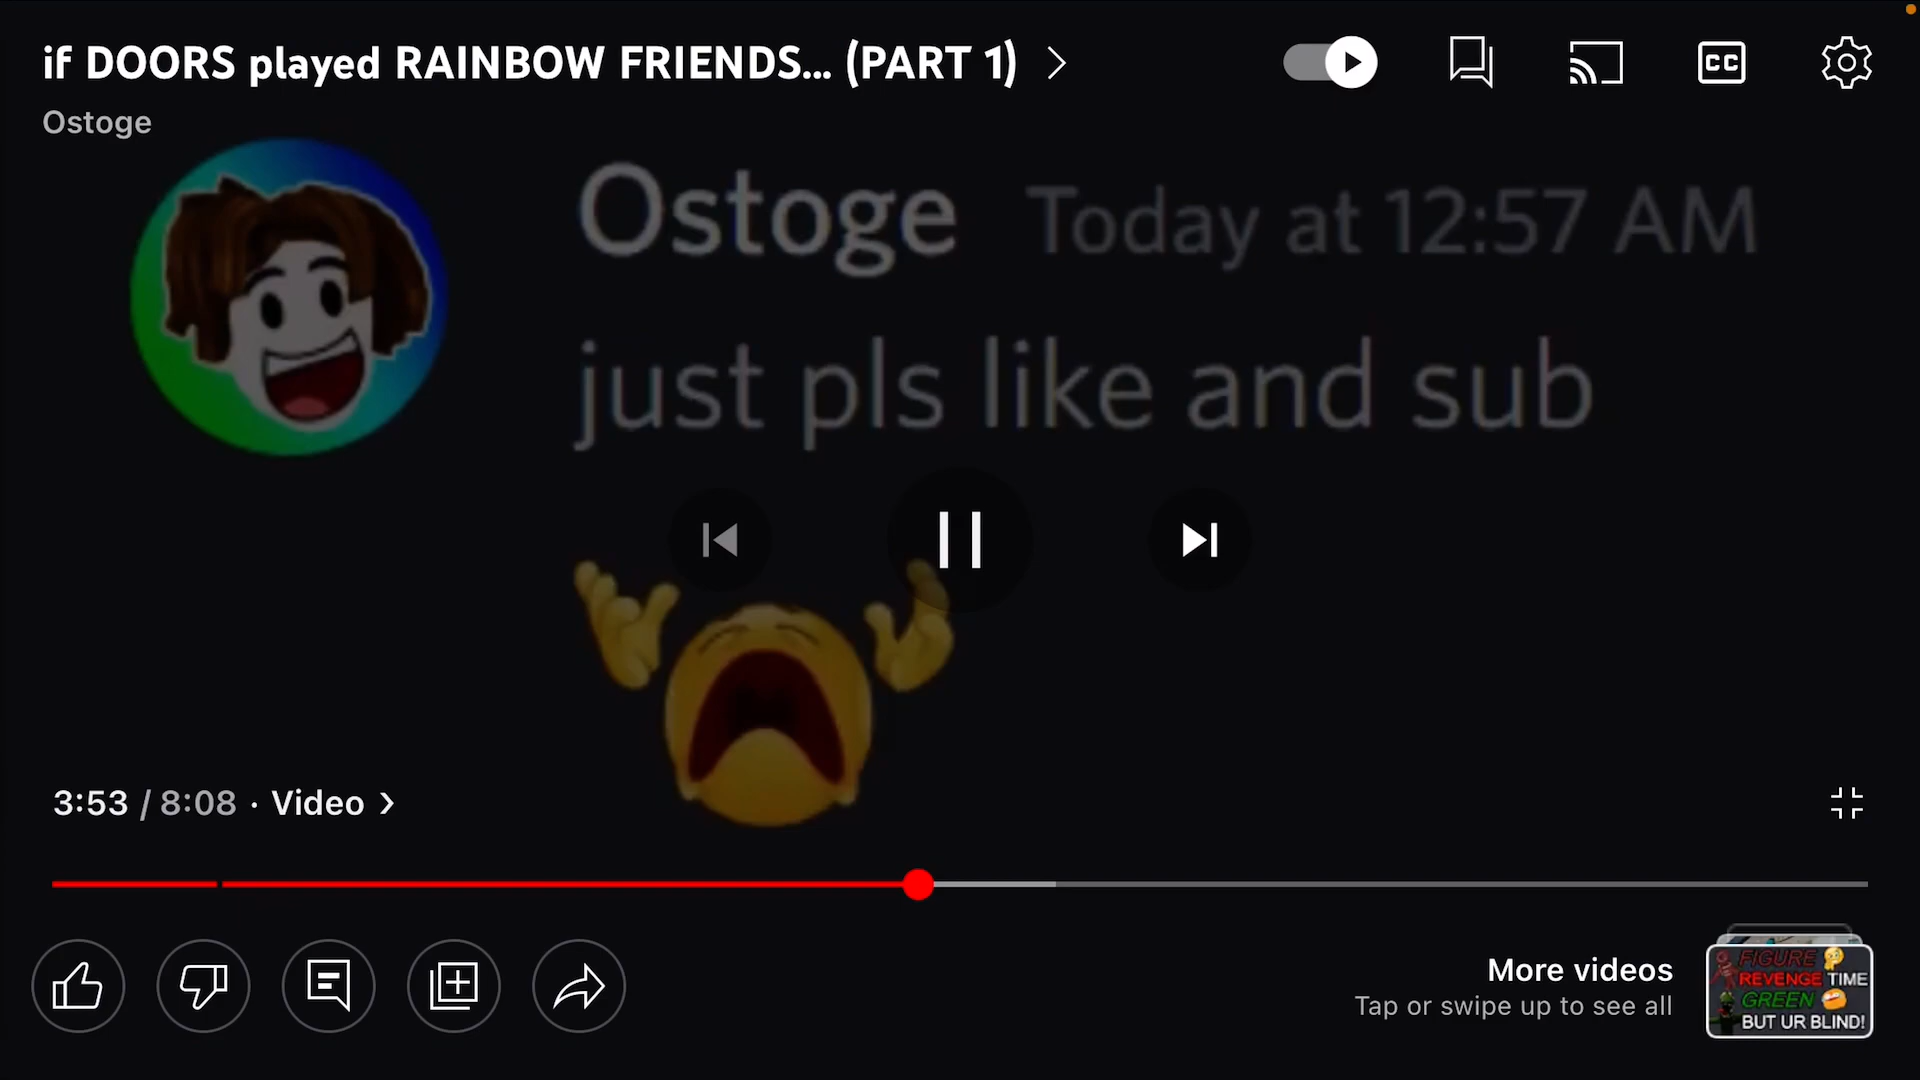 if DOORS played RAINBOW FRIENDS... (PART 1)
Ostoge
CC
Ostoge Today at 12:57 AM
just pls like and sub
3:53 / 8:08 · Video
More videos
Tap or swipe up to see all
FIGURE
REVENGE TIME
GREEN
BUT UR BLIND!